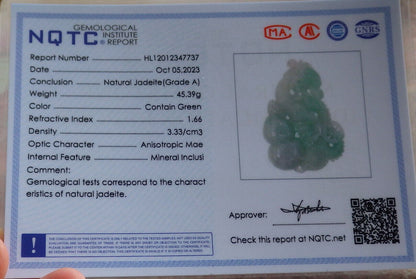 NQTC GEMOLOGICAL INSTITUTE REPORT
MA
GNRS
Report Number HL12012347737
Date Oct 05,2023
Conclusion Natural Jadeite(Grade A)
Weight 45.39g
Color Contain Green
Refractive Index 1.66
Density 3.33/cm3
Optic Character Anisotropic Mae
Internal Feature Mineral Inclusi
Comment:
Gemological tests correspond to the charact
eristics of natural jadeite.
Approver:
Check this report at NQTC.net